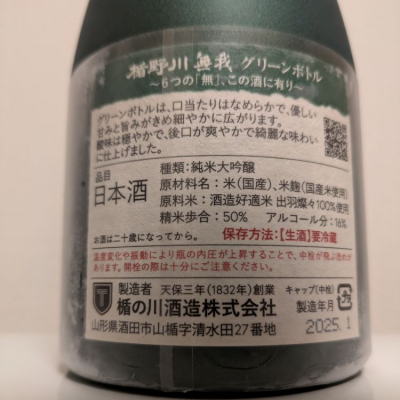 楯野川 無我 グリーンボトル
～6つの「無」、この酒に有り～
グリーンボトルは、口当たりはなめらかで、優しい
甘みと旨みがきめ細やかに広がります。
酸味は穏やかで、後口が爽やかで綺麗な味わい
に仕上げました。
品目
日本酒
種類：純米大吟醸
原材料名：米(国産)、米麹(国産米使用)
原料米：酒造好適米 出羽燦々100%使用
精米歩合：50% アルコール分：16%
お酒は二十歳になってから。
保存方法：【生酒】要冷蔵
温度変化や振動により瓶の内圧が上昇することで、中栓が飛ぶ恐れが
あります。開栓の際は十分にご注意ください。
製造者 天保三年(1832年)創業
楯の川酒造株式会社
山形県酒田市山楯字清水田27番地
キャップ(中栓)
製造年月
2025.1